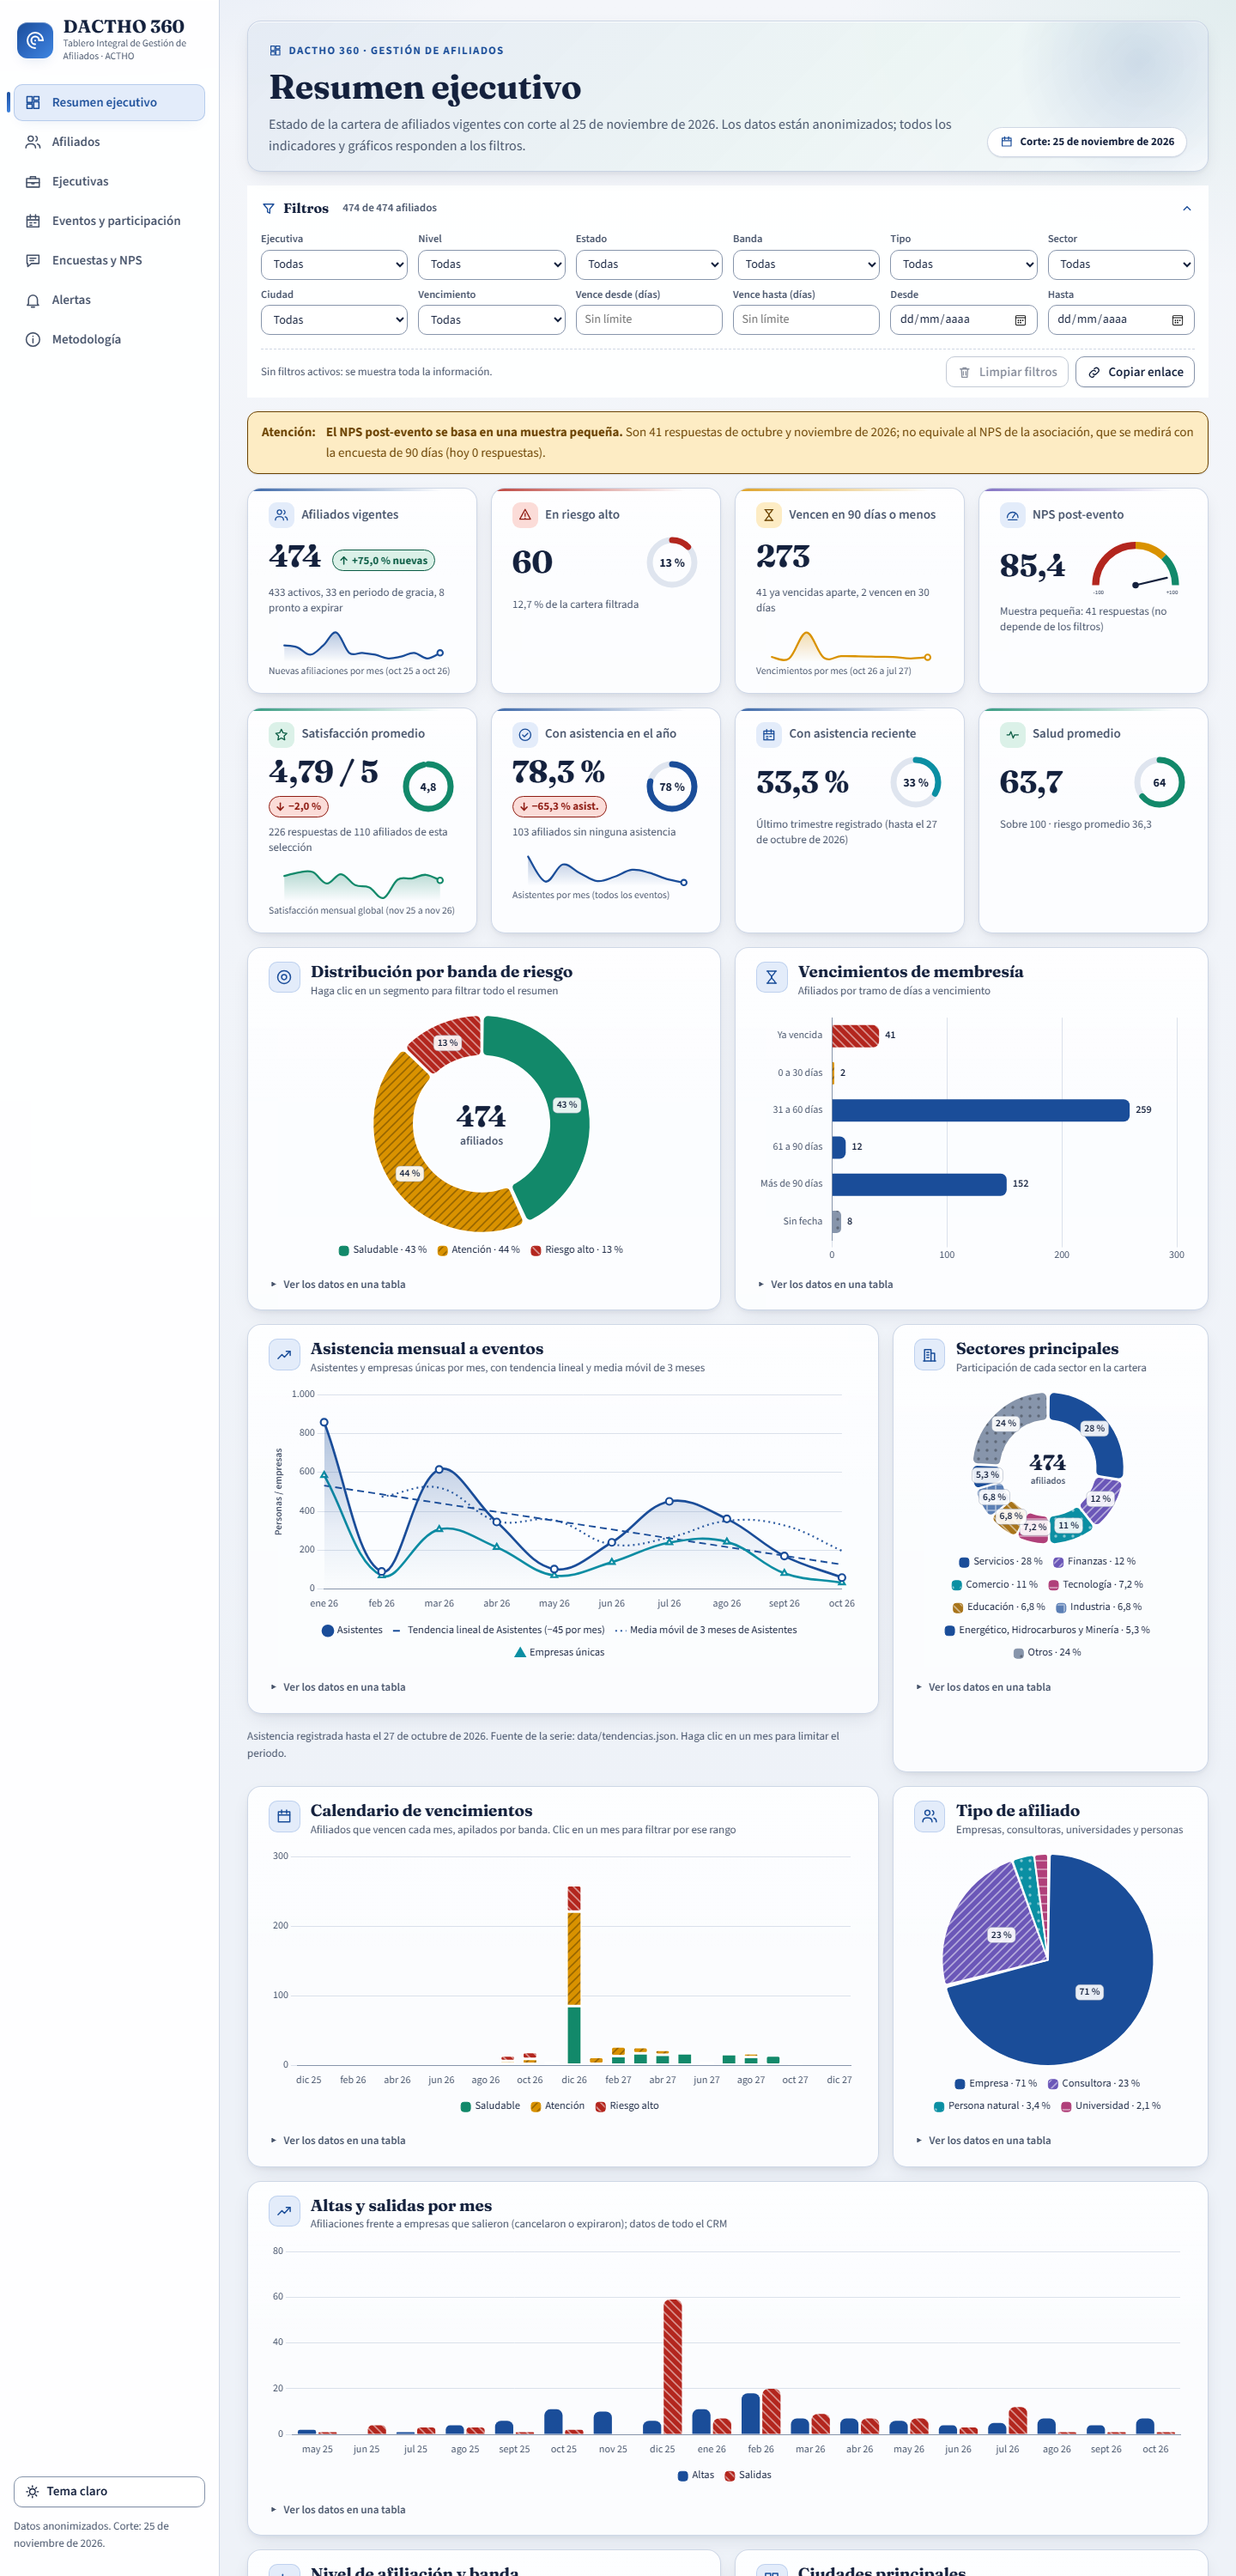 DACTHO 360
Tablero Integral de Gestión de
Afiliados · ACTHO
Resumen ejecutivo
Afiliados
Ejecutivas
Eventos y participación
Encuestas y NPS
Alertas
Metodología
Tema claro
Datos anonimizados. Corte: 25 de
noviembre de 2026.
DACTHO 360 · GESTIÓN DE AFILIADOS
Resumen ejecutivo
Estado de la cartera de afiliados vigentes con corte al 25 de noviembre de 2026. Los datos están anonimizados; todos los
indicadores y gráficos responden a los filtros.
Corte: 25 de noviembre de 2026
Filtros 474 de 474 afiliados
Ejecutiva Nivel Estado Banda Tipo Sector
Todas Todas Todas Todas Todas Todas
Ciudad Vencimiento Vence desde (días) Vence hasta (días) Desde Hasta
Todas Todas Sin límite Sin límite dd/mm/aaaa dd/mm/aaaa
Sin filtros activos: se muestra toda la información.
Limpiar filtros Copiar enlace
Atención: El NPS post-evento se basa en una muestra pequeña. Son 41 respuestas de octubre y noviembre de 2026; no equivale al NPS de la asociación, que se medirá con
la encuesta de 90 días (hoy 0 respuestas).
Afiliados vigentes
474 ↑ +75,0 % nuevas
433 activos, 33 en periodo de gracia, 8
pronto a expirar
Nuevas afiliaciones por mes (oct 25 a oct 26)
En riesgo alto
60 13 %
12,7 % de la cartera filtrada
Vencen en 90 días o menos
273
41 ya vencidas aparte, 2 vencen en 30
días
Vencimientos por mes (oct 26 a jul 27)
NPS post-evento
85,4
-100 +100
Muestra pequeña: 41 respuestas (no
depende de los filtros)
Satisfacción promedio
4,79 / 5 4,8
↓ −2,0 %
226 respuestas de 110 afiliados de esta
selección
Satisfacción mensual global (nov 25 a nov 26)
Con asistencia en el año
78,3 % 78 %
↓ −65,3 % asist.
103 afiliados sin ninguna asistencia
Asistentes por mes (todos los eventos)
Con asistencia reciente
33,3 % 33 %
Último trimestre registrado (hasta el 27
de octubre de 2026)
Salud promedio
63,7 64
Sobre 100 · riesgo promedio 36,3
Distribución por banda de riesgo
Haga clic en un segmento para filtrar todo el resumen
13 %
43 %
44 %
474
afiliados
Saludable · 43 % Atención · 44 % Riesgo alto · 13 %
Ver los datos en una tabla
Vencimientos de membresía
Afiliados por tramo de días a vencimiento
Ya vencida 41
0 a 30 días 2
31 a 60 días 259
61 a 90 días 12
Más de 90 días 152
Sin fecha 8
0 100 200 300
Ver los datos en una tabla
Asistencia mensual a eventos
Asistentes y empresas únicas por mes, con tendencia lineal y media móvil de 3 meses
Personas / empresas
1.000
800
600
400
200
0
ene 26 feb 26 mar 26 abr 26 may 26 jun 26 jul 26 ago 26 sept 26 oct 26
Asistentes Tendencia lineal de Asistentes (−45 por mes) Media móvil de 3 meses de Asistentes
Empresas únicas
Ver los datos en una tabla
Asistencia registrada hasta el 27 de octubre de 2026. Fuente de la serie: data/tendencias.json. Haga clic en un mes para limitar el
periodo.
Sectores principales
Participación de cada sector en la cartera
24 % 28 %
474
afiliados
5,3 %
6,8 % 12 %
6,8 %
7,2 % 11 %
Servicios · 28 % Finanzas · 12 %
Comercio · 11 % Tecnología · 7,2 %
Educación · 6,8 % Industria · 6,8 %
Energético, Hidrocarburos y Minería · 5,3 %
Otros · 24 %
Ver los datos en una tabla
Calendario de vencimientos
Afiliados que vencen cada mes, apilados por banda. Clic en un mes para filtrar por ese rango
300
200
100
0
dic 25 feb 26 abr 26 jun 26 ago 26 oct 26 dic 26 feb 27 abr 27 jun 27 ago 27 oct 27 dic 27
Saludable Atención Riesgo alto
Ver los datos en una tabla
Tipo de afiliado
Empresas, consultoras, universidades y personas
23 %
71 %
Empresa · 71 % Consultora · 23 %
Persona natural · 3,4 % Universidad · 2,1 %
Ver los datos en una tabla
Altas y salidas por mes
Afiliaciones frente a empresas que salieron (cancelaron o expiraron); datos de todo el CRM
80
60
40
20
0
may 25 jun 25 jul 25 ago 25 sept 25 oct 25 nov 25 dic 25 ene 26 feb 26 mar 26 abr 26 may 26 jun 26 jul 26 ago 26 sept 26 oct 26
Altas Salidas
Ver los datos en una tabla
Nivel de afiliación y banda
Ciudades principales